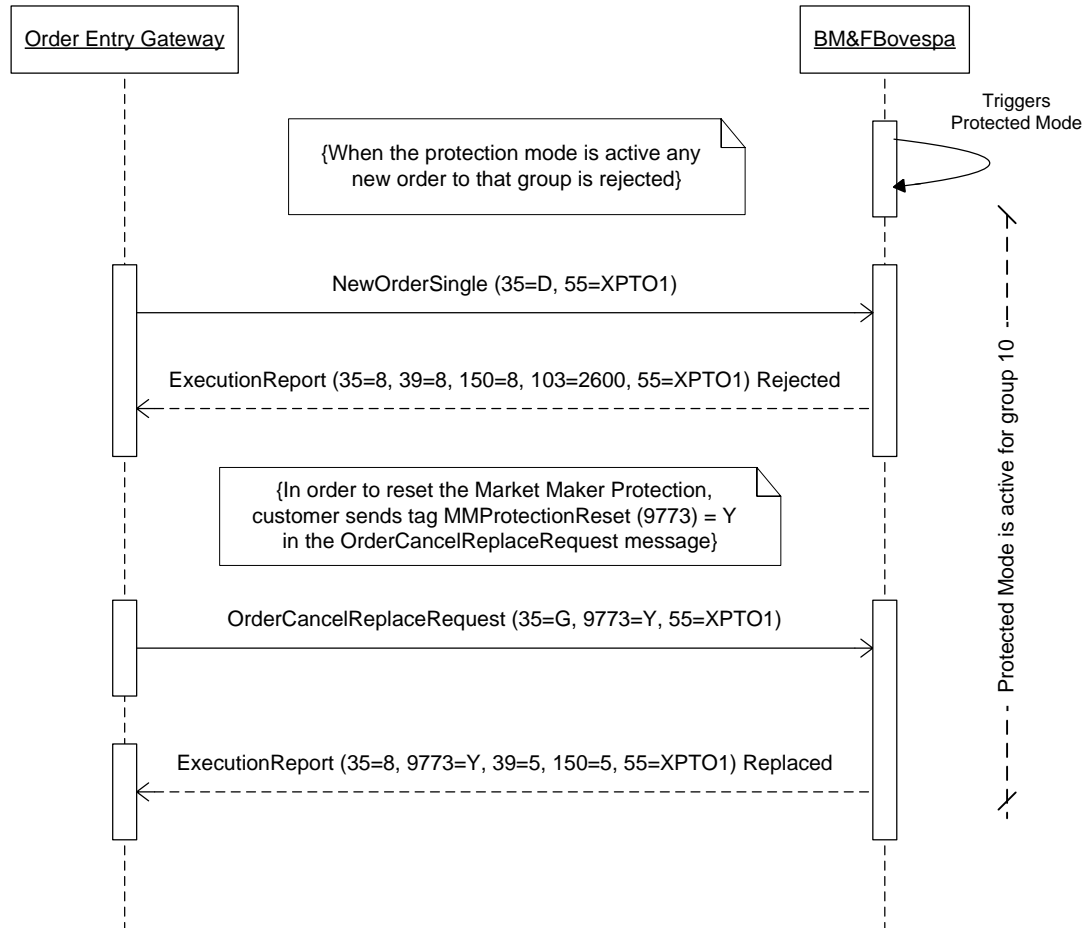 Order Entry Gateway
BM&FBovespa
Triggers
Protected Mode
{When the protection mode is active any
new order to that group is rejected}
NewOrderSingle (35=D, 55=XPTO1)
ExecutionReport (35=8, 39=8, 150=8, 103=2600, 55=XPTO1) Rejected
Protected Mode is active for group 10
{In order to reset the Market Maker Protection,
customer sends tag MMProtectionReset (9773) = Y
in the OrderCancelReplaceRequest message}
OrderCancelReplaceRequest (35=G, 9773=Y, 55=XPTO1)
ExecutionReport (35=8, 9773=Y, 39=5, 150=5, 55=XPTO1) Replaced